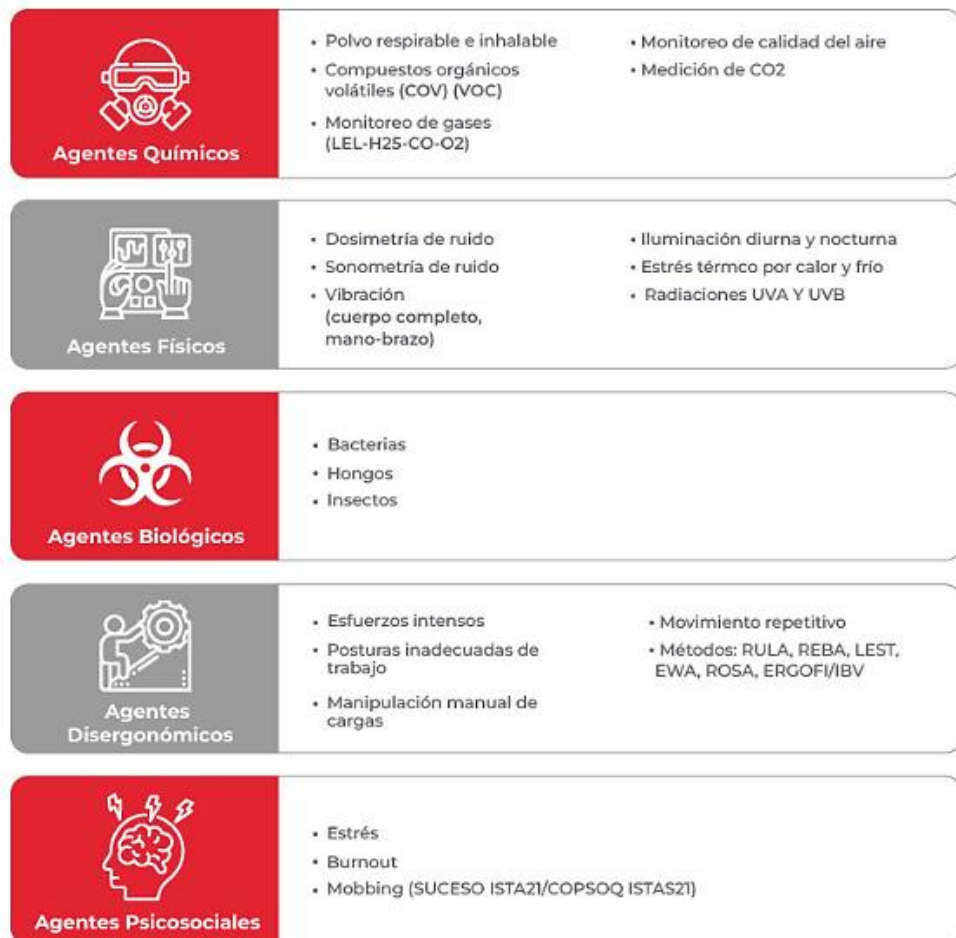 Agentes Químicos
• Polvo respirable e inhalable
• Compuestos orgánicos
volátiles (COV) (VOC)
• Monitoreo de gases
(LEL-H25-CO-O2)
• Monitoreo de calidad del aire
• Medición de CO2
Agentes Físicos
• Dosimetría de ruido
• Sonometría de ruido
• Vibración
(cuerpo completo,
mano-brazo)
• Iluminación diurna y nocturna
• Estrés térmco por calor y frío
• Radiaciones UVA Y UVB
Agentes Biológicos
• Bacterias
• Hongos
• Insectos
Agentes
Disergonómicos
• Esfuerzos intensos
• Posturas inadecuadas de
trabajo
• Manipulación manual de
cargas
• Movimiento repetitivo
• Métodos: RULA, REBA, LEST,
EWA, ROSA, ERGOFI/IBV
Agentes Psicosociales
• Estrés
• Burnout
• Mobbing (SUCESO ISTA21/COPSOQ ISTAS21)